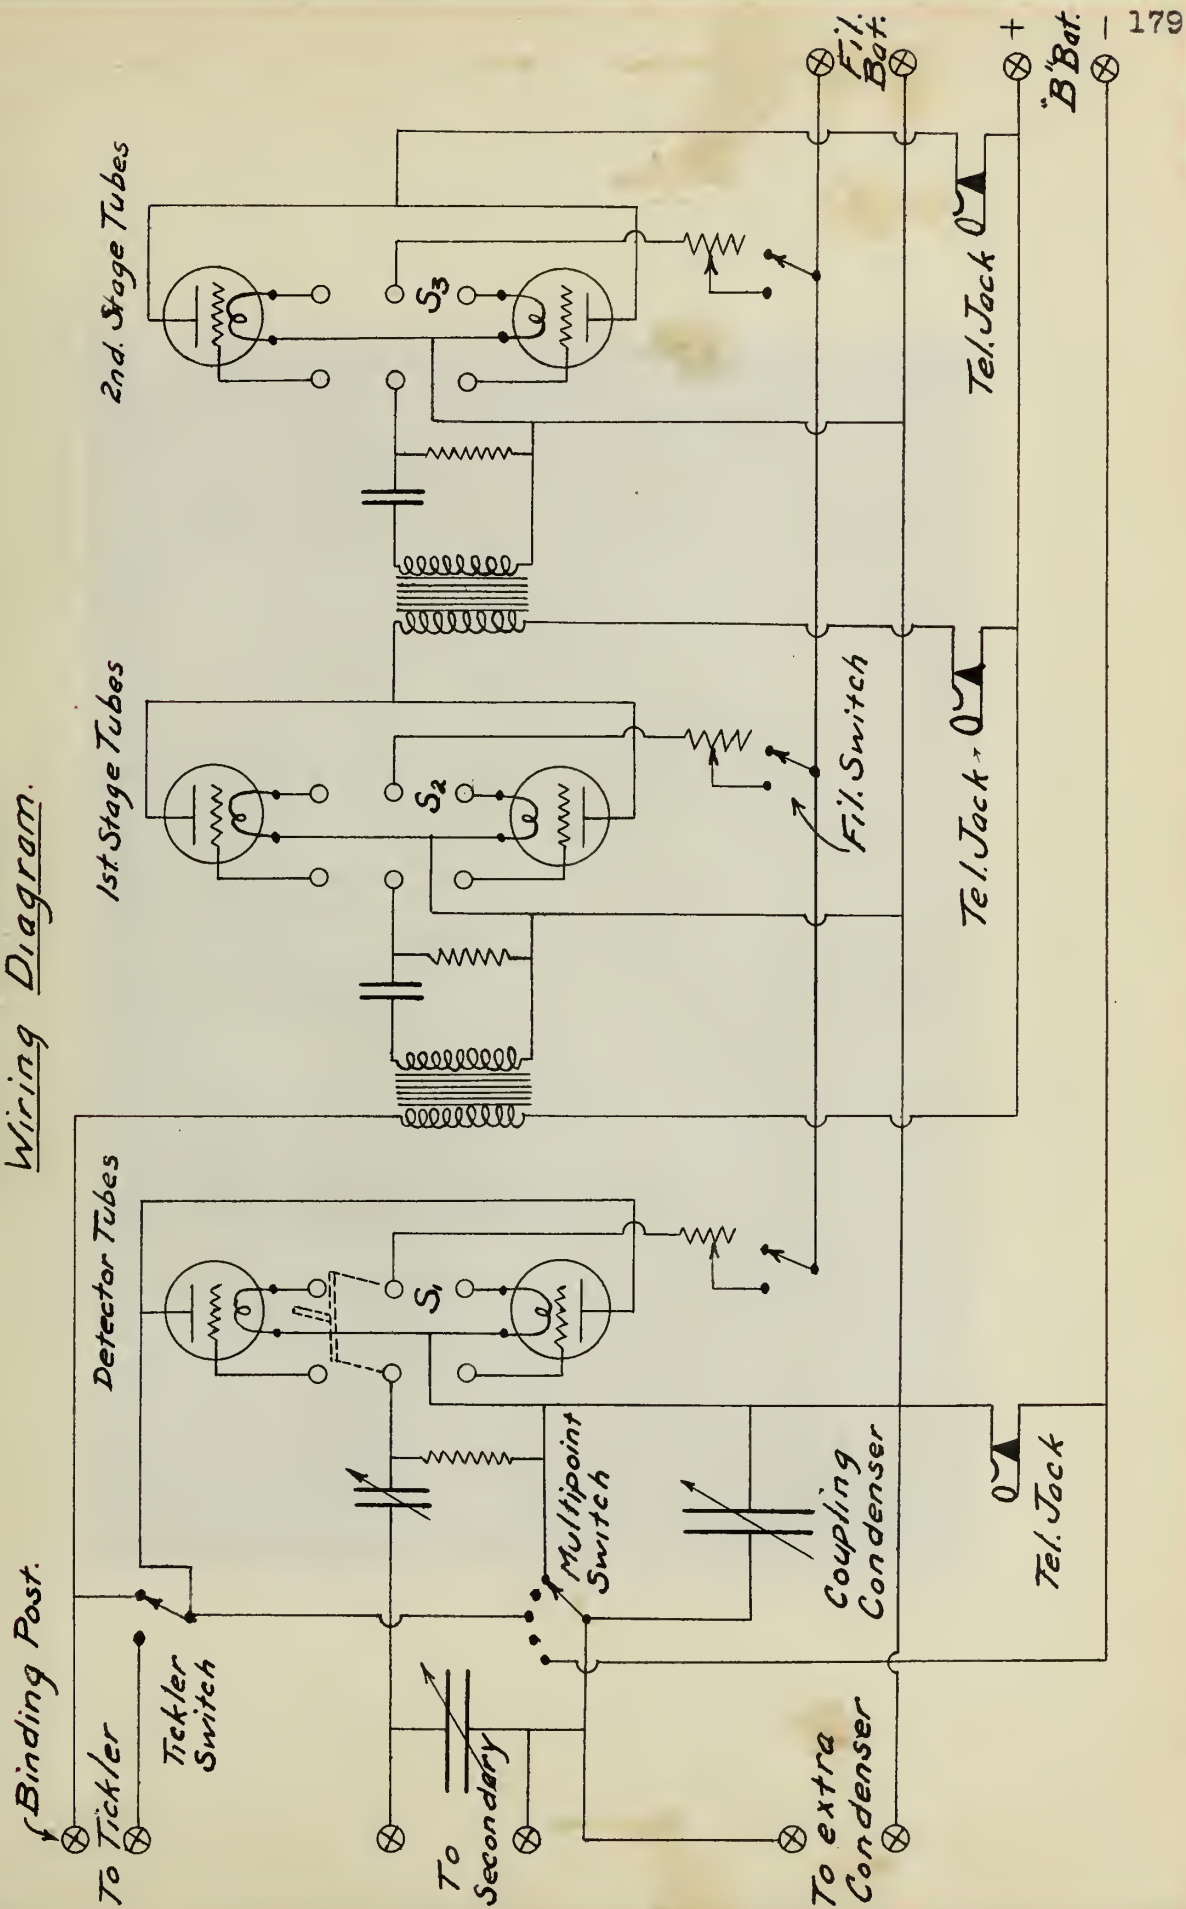 179
Wiring Diagram.
Binding Post.
To Tickler
Tickler
Switch
Detector Tubes
1st. Stage Tubes
2nd. Stage Tubes
S1
S2
S3
To
Secondary
Multipoint
Switch
Coupling
Condenser
To extra
Condenser
Fil. Switch
Tel. Jack
Tel. Jack
Tel. Jack
Fil.
Bat.
+
"B" Bat.
-